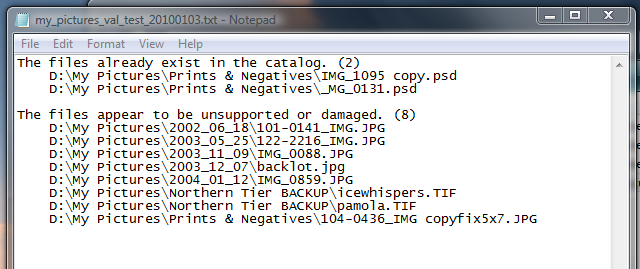 my_pictures_val_test_20100103.txt - Notepad
File Edit Format View Help
The files already exist in the catalog. (2)
D:\My Pictures\Prints & Negatives\IMG_1095 copy.psd
D:\My Pictures\Prints & Negatives\_MG_0131.psd
The files appear to be unsupported or damaged. (8)
D:\My Pictures\2002_06_18\101-0141_IMG.JPG
D:\My Pictures\2003_05_25\122-2216_IMG.JPG
D:\My Pictures\2003_11_09\IMG_0088.JPG
D:\My Pictures\2003_12_07\backlot.jpg
D:\My Pictures\2004_01_12\IMG_0859.JPG
D:\My Pictures\Northern Tier BACKUP\icewhispers.TIF
D:\My Pictures\Northern Tier BACKUP\pamola.TIF
D:\My Pictures\Prints & Negatives\104-0436_IMG copyfix5x7.JPG